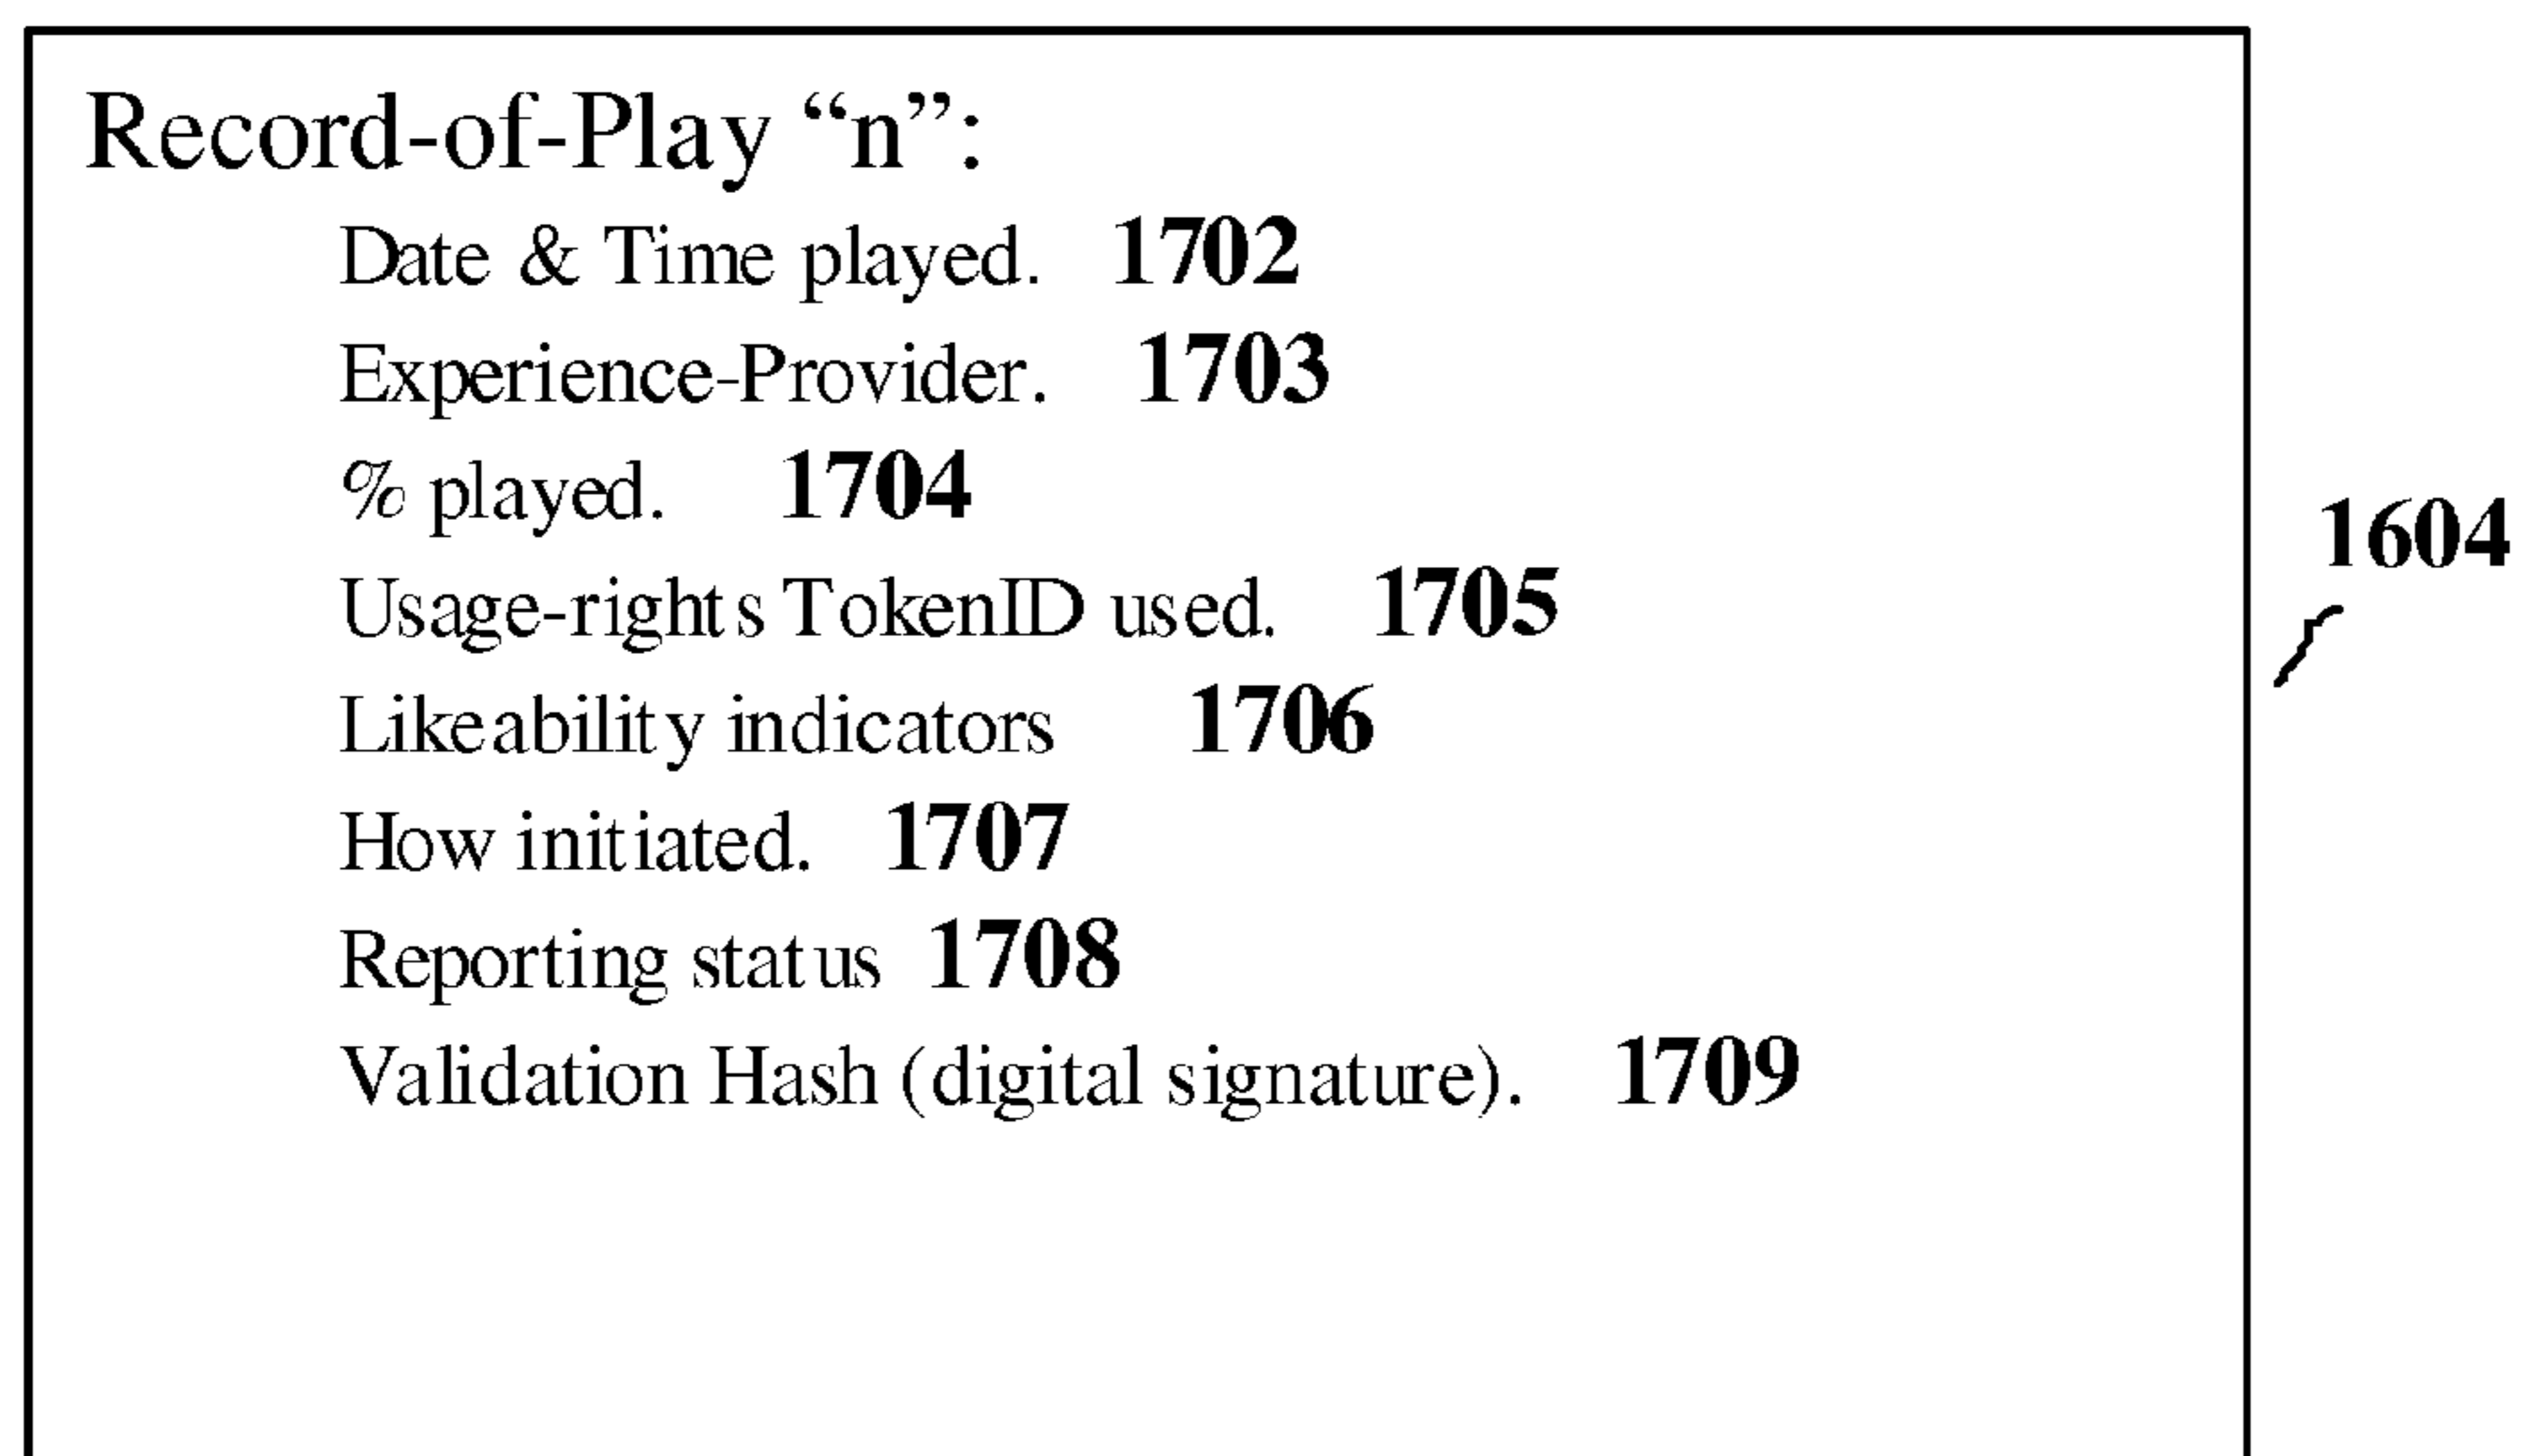 Record-of-Play “n”:
Date & Time played. 1702
Experience-Provider. 1703
% played. 1704
1604
Usage-rights TokenID used. 1705
Likeability indicators 1706
How initiated. 1707
Reporting status 1708
Validation Hash (digital signature). 1709